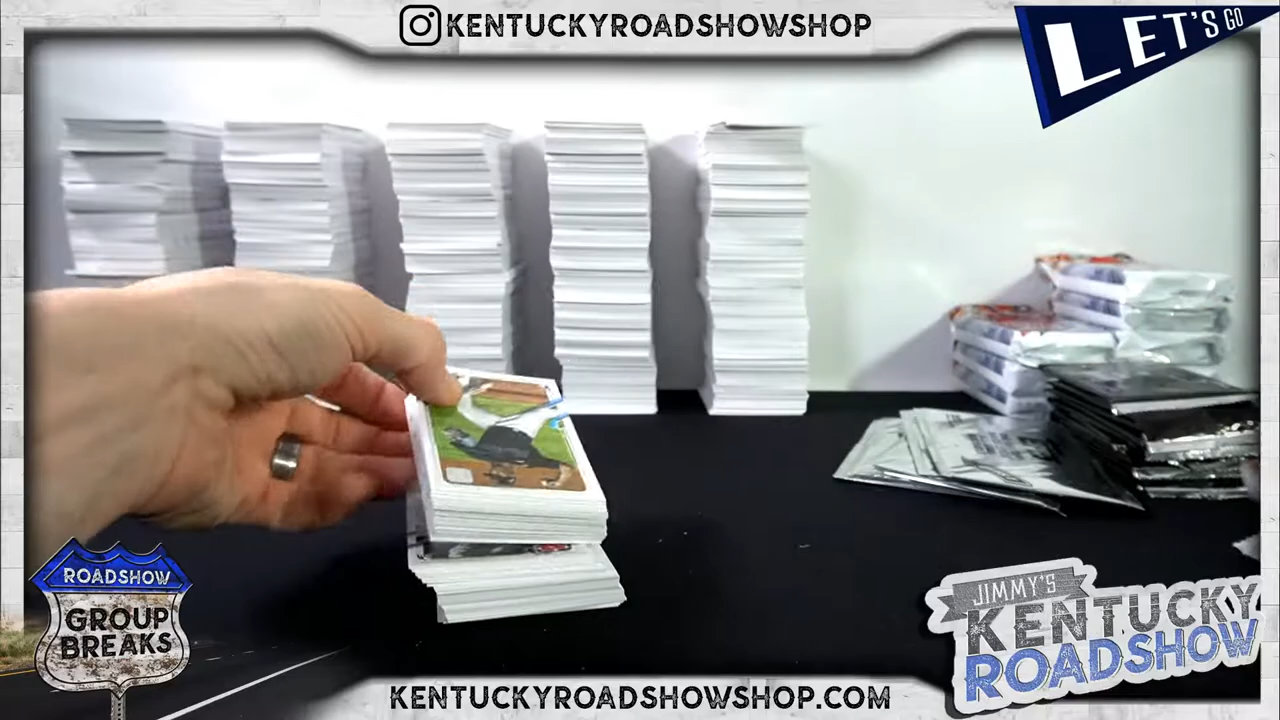 KENTUCKYROADSHOWSHOP
LET'S GO
ROADSHOW
GROUP
BREAKS
JIMMY'S
KENTUCKY
ROADSHOW
KENTUCKYROADSHOWSHOP.COM